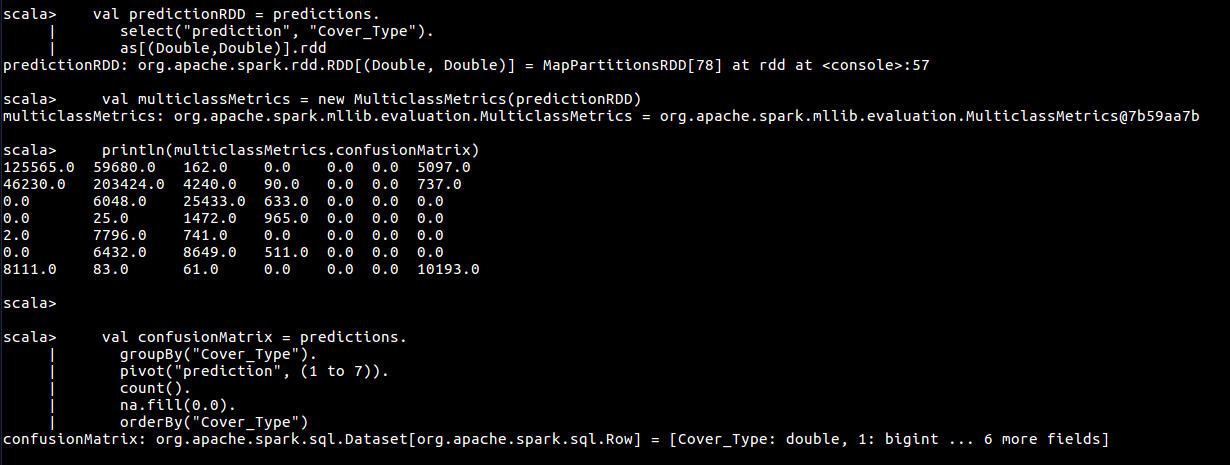 scala>    val predictionRDD = predictions.
     |       select("prediction", "Cover_Type").
     |       as[(Double,Double)].rdd
predictionRDD: org.apache.spark.rdd.RDD[(Double, Double)] = MapPartitionsRDD[78] at rdd at <console>:57
scala>     val multiclassMetrics = new MulticlassMetrics(predictionRDD)
multiclassMetrics: org.apache.spark.mllib.evaluation.MulticlassMetrics = org.apache.spark.mllib.evaluation.MulticlassMetrics@7b59aa7b
scala>     println(multiclassMetrics.confusionMatrix)
125565.0  59680.0   162.0    0.0    0.0  0.0  5097.0
46230.0   203424.0  4240.0   90.0   0.0  0.0  737.0
0.0       6048.0    25433.0  633.0  0.0  0.0  0.0
0.0       25.0      1472.0   965.0  0.0  0.0  0.0
2.0       7796.0    741.0    0.0    0.0  0.0  0.0
0.0       6432.0    8649.0   511.0  0.0  0.0  0.0
8111.0    83.0      61.0     0.0    0.0  0.0  10193.0
scala>
scala>     val confusionMatrix = predictions.
     |       groupBy("Cover_Type").
     |       pivot("prediction", (1 to 7)).
     |       count().
     |       na.fill(0.0).
     |       orderBy("Cover_Type")
confusionMatrix: org.apache.spark.sql.Dataset[org.apache.spark.sql.Row] = [Cover_Type: double, 1: bigint ... 6 more fields]